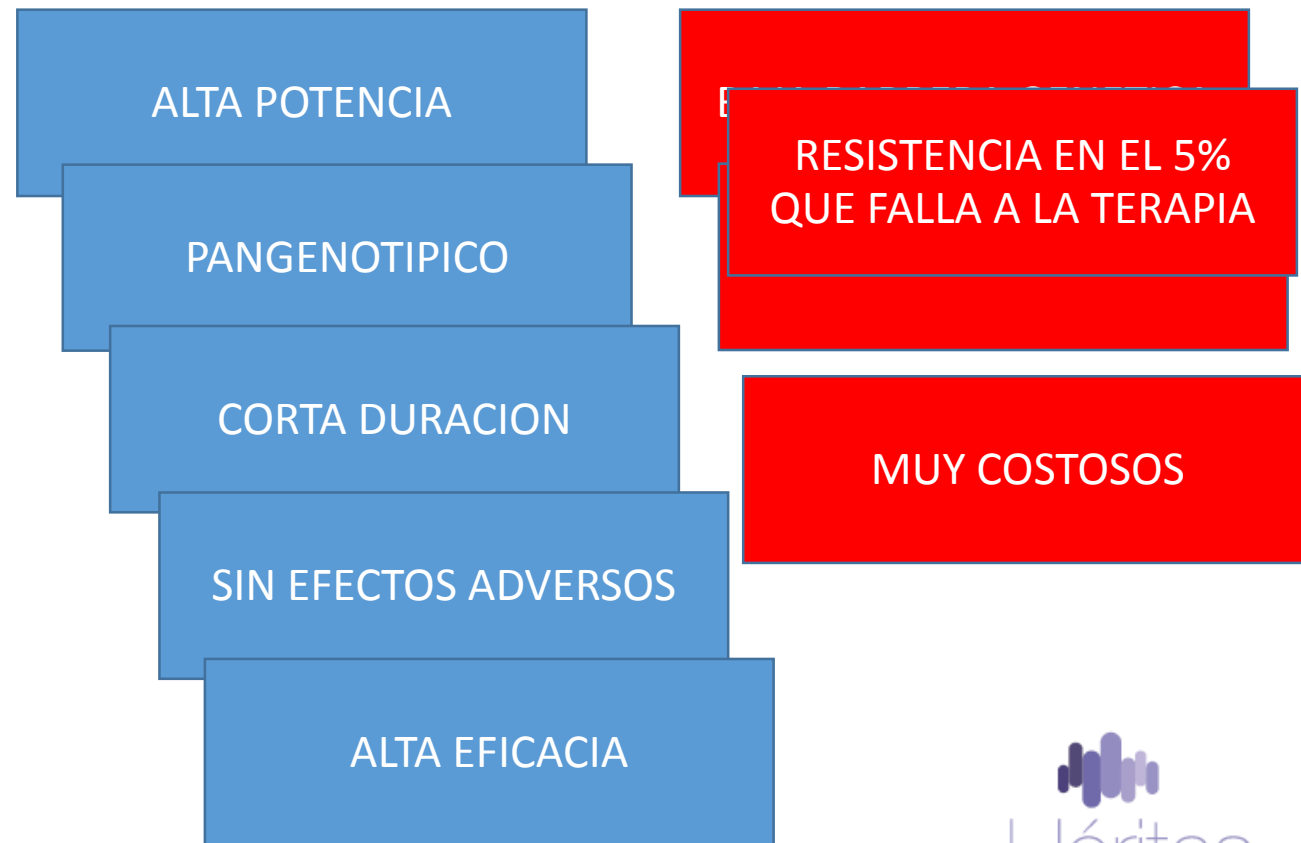 ALTA POTENCIA
PANGENOTIPICO
CORTA DURACION
SIN EFECTOS ADVERSOS
ALTA EFICACIA
RESISTENCIA EN EL 5%
QUE FALLA A LA TERAPIA
MUY COSTOSOS